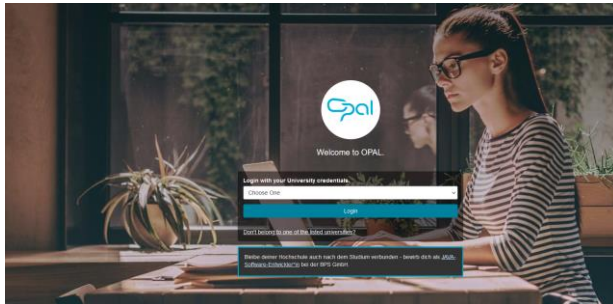 Opal
Welcome to OPAL.
Login with your University credentials.
Choose One
Login
Don't belong to one of the listed universities?
Bleibe deiner Hochschule auch nach dem Studium verbunden - bewirb dich als JAVA-
Software-Entwickler*in bei der BPS GmbH